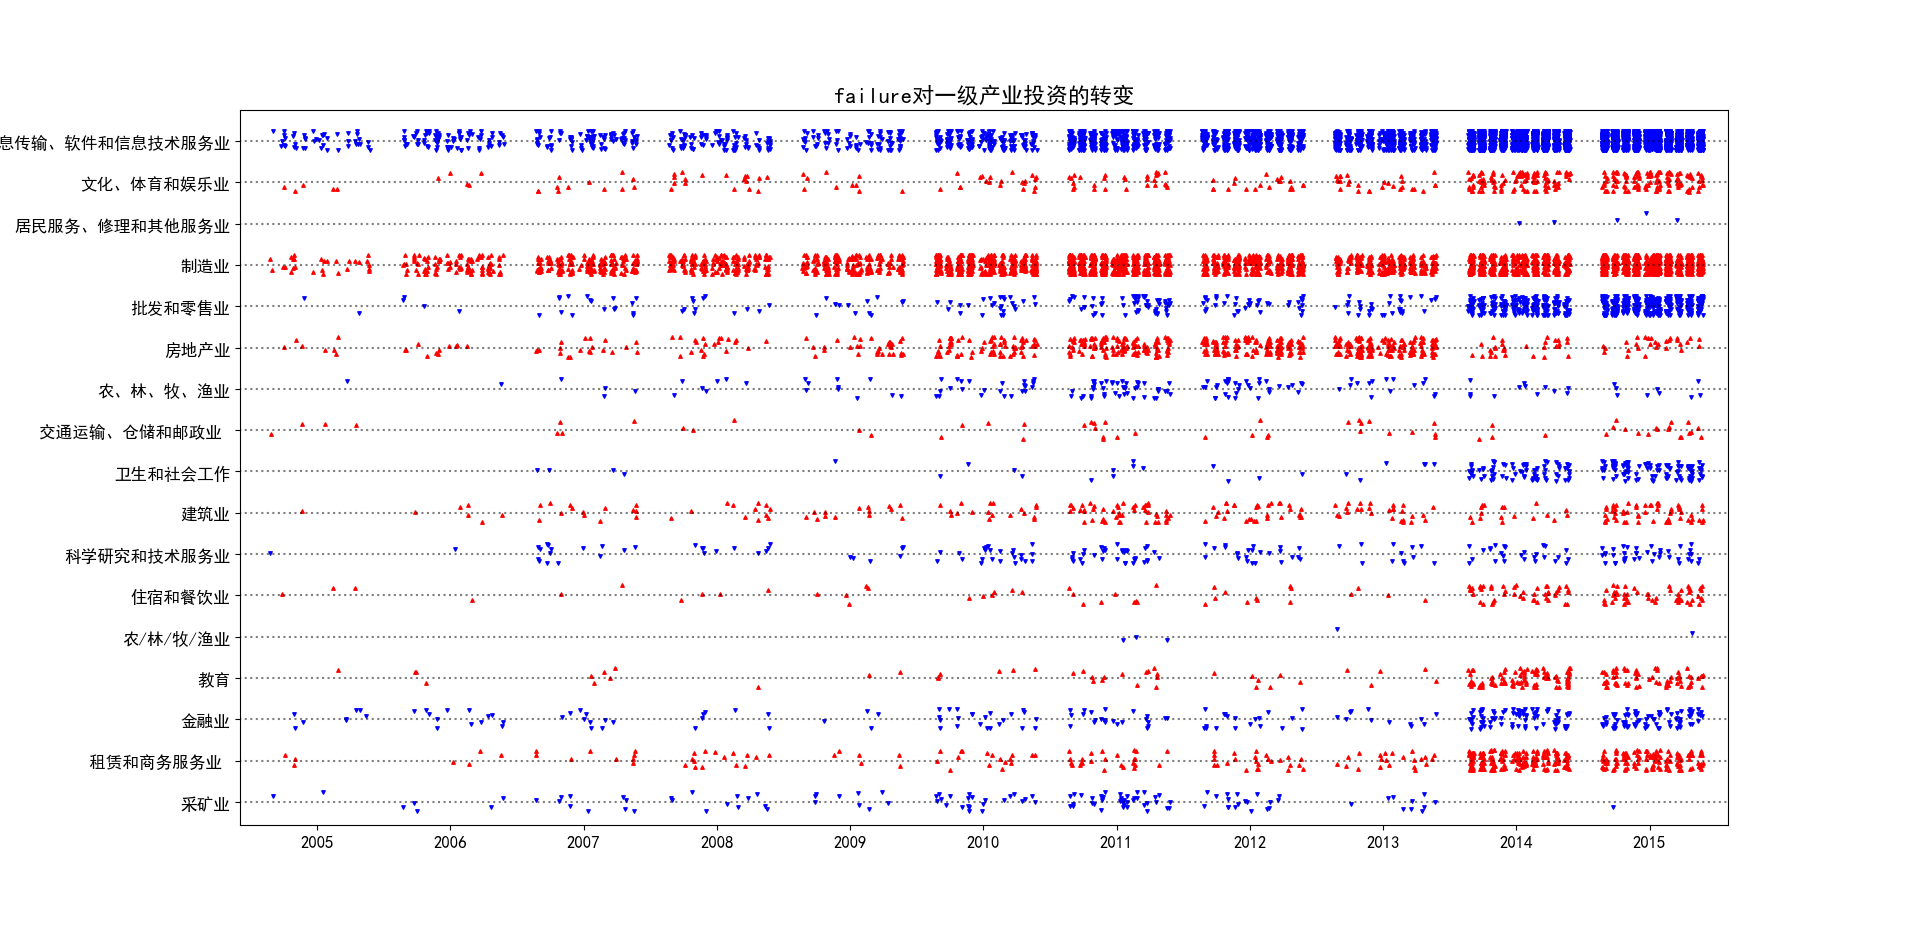 failure对一级产业投资的转变
息传输、软件和信息技术服务业
文化、体育和娱乐业
居民服务、修理和其他服务业
制造业
批发和零售业
房地产业
农、林、牧、渔业
交通运输、仓储和邮政业
卫生和社会工作
建筑业
科学研究和技术服务业
住宿和餐饮业
农/林/牧/渔业
教育
金融业
租赁和商务服务业
采矿业
2005 2006 2007 2008 2009 2010 2011 2012 2013 2014 2015